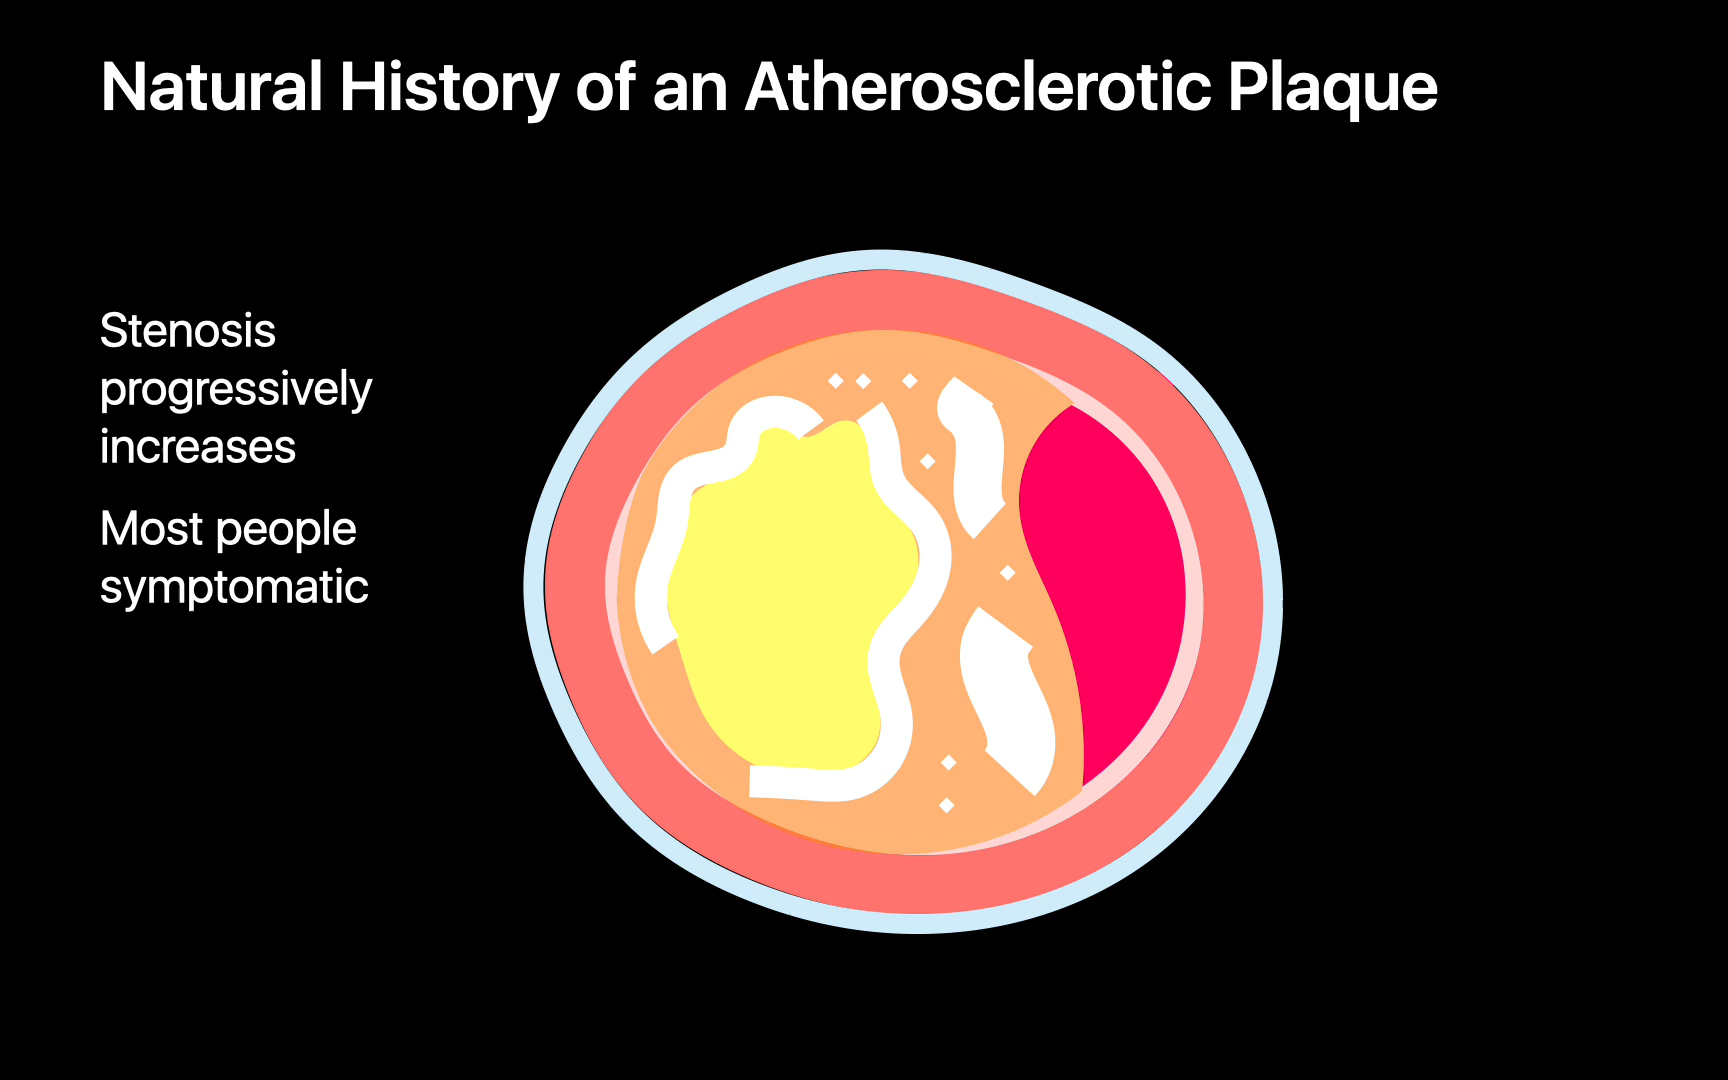 Natural History of an Atherosclerotic Plaque
Stenosis
progressively
increases
Most people
symptomatic